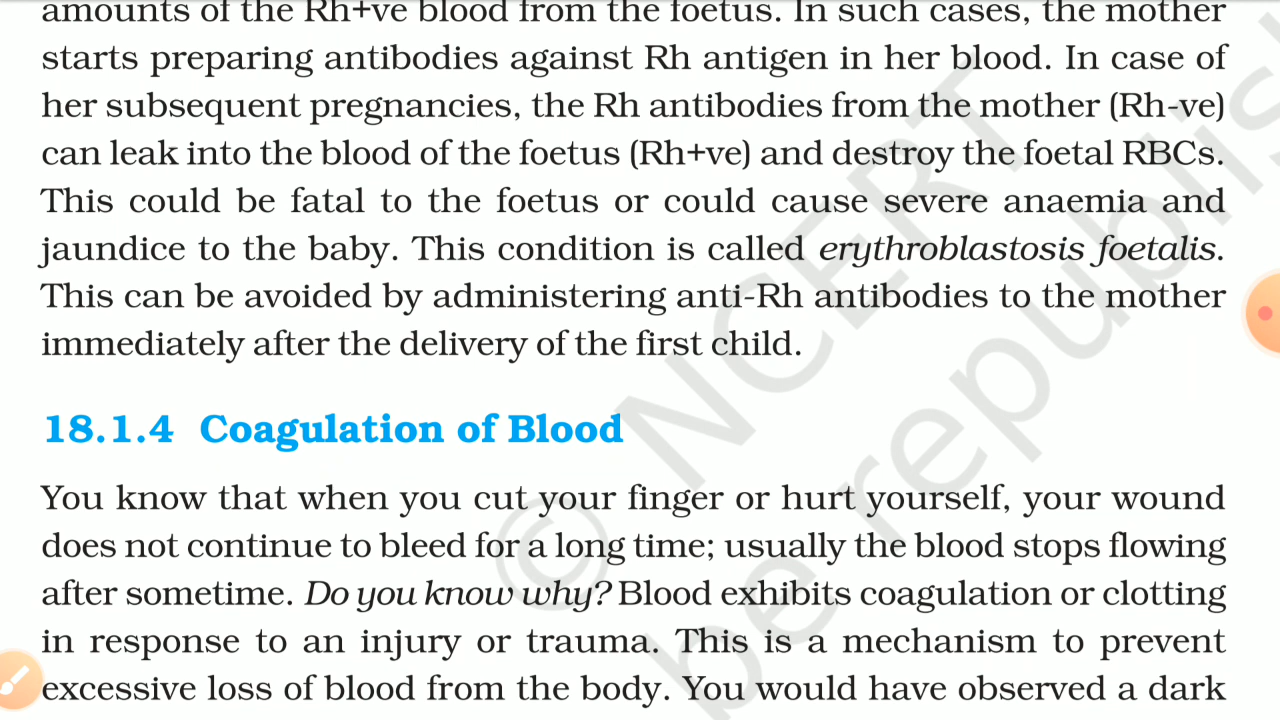 amounts of the Rh+ve blood from the foetus. In such cases, the mother
starts preparing antibodies against Rh antigen in her blood. In case of
her subsequent pregnancies, the Rh antibodies from the mother (Rh-ve)
can leak into the blood of the foetus (Rh+ve) and destroy the foetal RBCs.
This could be fatal to the foetus or could cause severe anaemia and
jaundice to the baby. This condition is called erythroblastosis foetalis.
This can be avoided by administering anti-Rh antibodies to the mother
immediately after the delivery of the first child.
18.1.4 Coagulation of Blood
You know that when you cut your finger or hurt yourself, your wound
does not continue to bleed for a long time; usually the blood stops flowing
after sometime. Do you know why? Blood exhibits coagulation or clotting
in response to an injury or trauma. This is a mechanism to prevent
excessive loss of blood from the body. You would have observed a dark
© NCERT
be republis